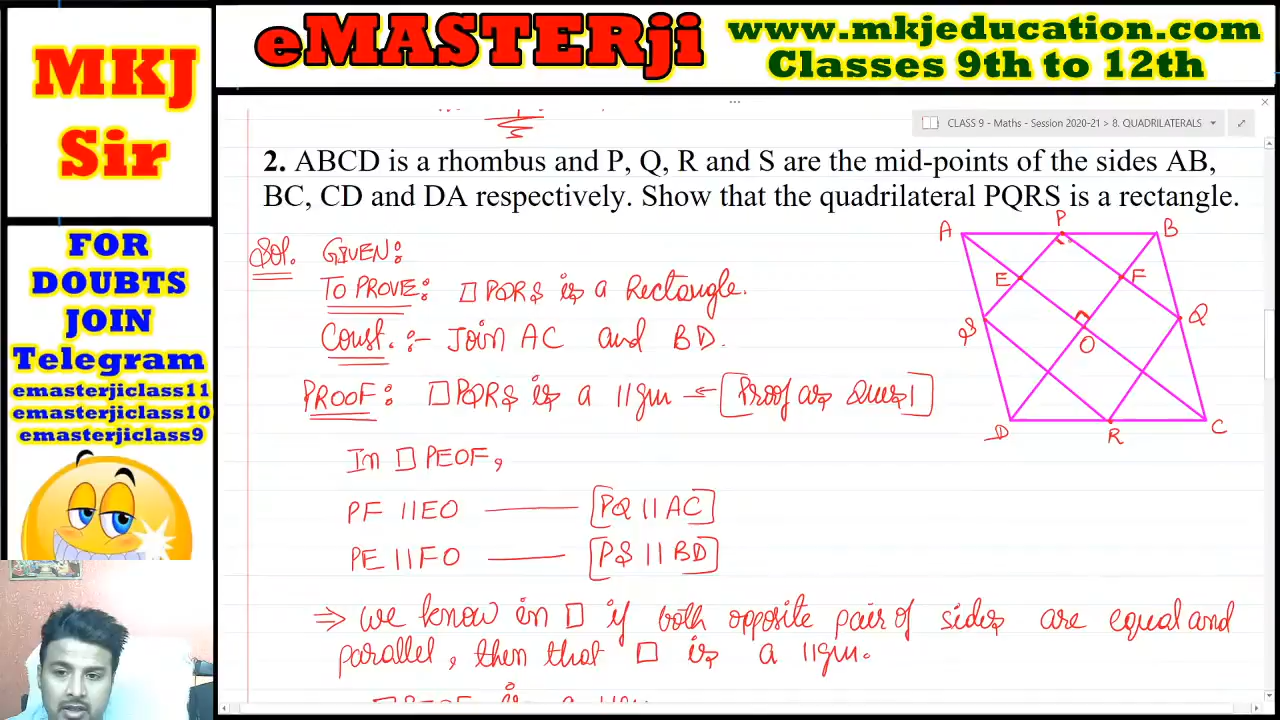 MKJ
Sir
eMASTERji
www.mkjeducation.com
Classes 9th to 12th
FOR
DOUBTS
JOIN
Telegram
emasterjiclass11
emasterjiclass10
emasterjiclass9
CLASS 9 - Maths - Session 2020-21 > 8. QUADRILATERALS
2. ABCD is a rhombus and P, Q, R and S are the mid-points of the sides AB,
BC, CD and DA respectively. Show that the quadrilateral PQRS is a rectangle.
Sol. GIVEN:
TO PROVE: □PQRS is a Rectangle.
Const. :- Join AC and BD.
PROOF: □PQRS is a ||gm ← [Proof as Ques1]
In □PEOF,
PF ||EO —— [PQ || AC]
PE ||FO —— [PS || BD]
⇒ We know in □ if both opposite pair of sides are equal and
parallel, then that □ is a ||gm.
A P B
E F
S Q
O
D R C